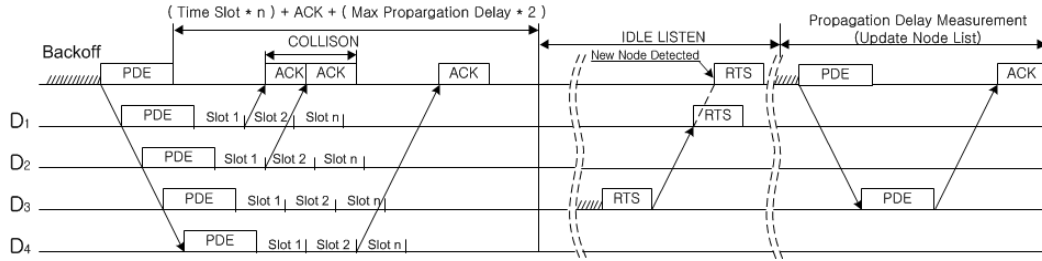 ( Time Slot * n ) + ACK + ( Max Propargation Delay * 2 )
Propagation Delay Measurement
(Update Node List)
COLLISON
IDLE LISTEN
Backoff
New Node Detected
PDE
ACK
ACK
ACK
RTS
PDE
ACK
D1
PDE
Slot 1
Slot 2
Slot n
RTS
D2
PDE
Slot 1
Slot 2
Slot n
D3
PDE
Slot 1
Slot 2
Slot n
RTS
PDE
D4
PDE
Slot 1
Slot 2
Slot n